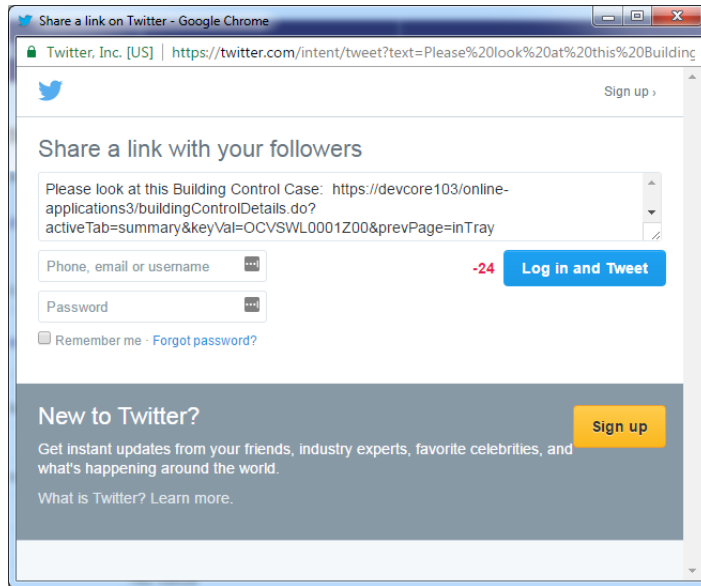 Share a link on Twitter - Google Chrome
Twitter, Inc. [US] | https://twitter.com/intent/tweet?text=Please%20look%20at%20this%20Building
Sign up ›
Share a link with your followers
Please look at this Building Control Case:  https://devcore103/online-
applications3/buildingControlDetails.do?
activeTab=summary&keyVal=OCVSWL0001Z00&prevPage=inTray
Phone, email or username
-24 Log in and Tweet
Password
Remember me · Forgot password?
New to Twitter?
Sign up
Get instant updates from your friends, industry experts, favorite celebrities, and
what's happening around the world.
What is Twitter? Learn more.